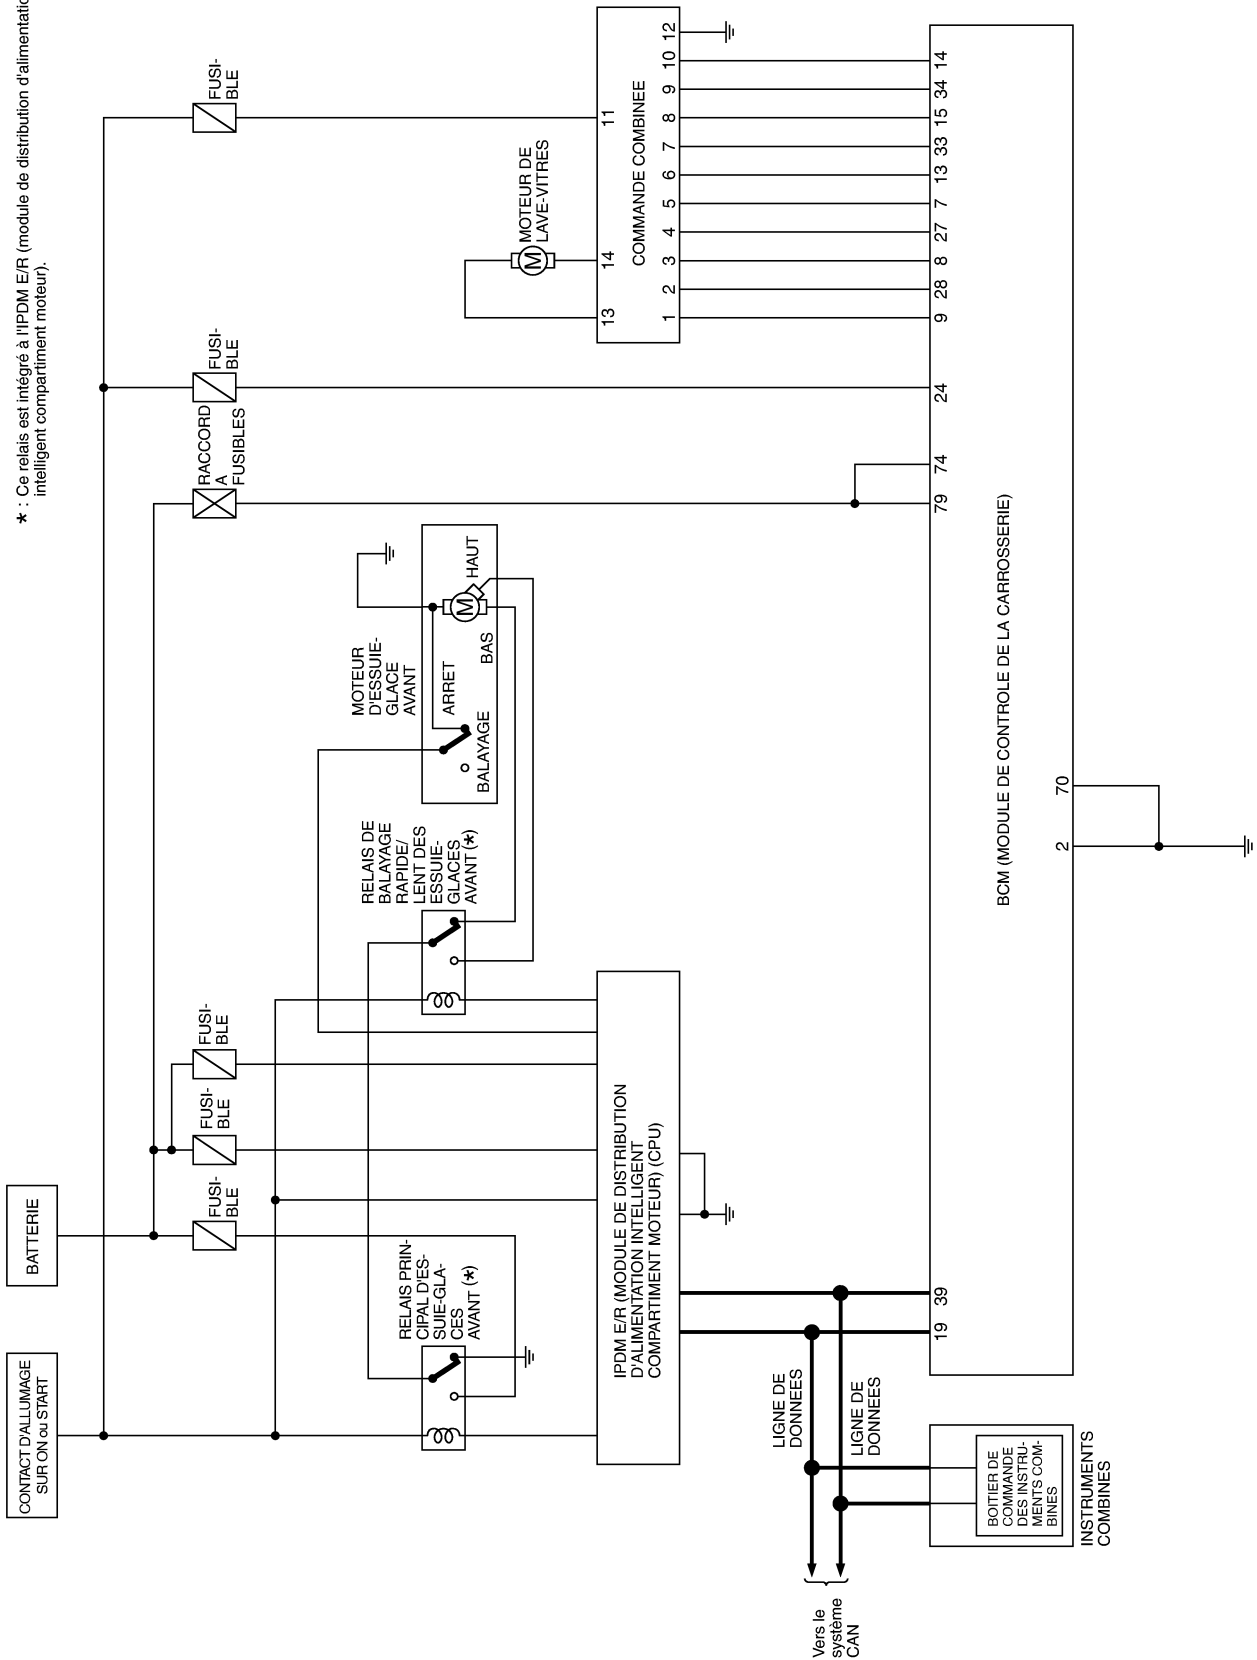 CONTACT D'ALLUMAGE
SUR ON ou START
BATTERIE
FUSI-
BLE
FUSI-
BLE
FUSI-
BLE
RACCORD
A
FUSIBLES
FUSI-
BLE
FUSI-
BLE
* : Ce relais est intégré à l'IPDM E/R (module de distribution d'alimentatio
intelligent compartiment moteur).
RELAIS PRIN-
CIPAL D'ES-
SUIE-GLA-
CES
AVANT (*)
RELAIS DE
BALAYAGE
RAPIDE/
LENT DES
ESSUIE-
GLACES
AVANT (*)
MOTEUR
D'ESSUIE-
GLACE
AVANT
ARRET
BALAYAGE
BAS
HAUT
M
MOTEUR DE
LAVE-VITRES
M
IPDM E/R (MODULE DE DISTRIBUTION
D'ALIMENTATION INTELLIGENT
COMPARTIMENT MOTEUR) (CPU)
13 14 11
COMMANDE COMBINEE
1 2 3 4 5 6 7 8 9 10 12
LIGNE DE
DONNEES
LIGNE DE
DONNEES
Vers le
système
CAN
19 39 79 74 24 9 28 8 27 7 13 33 15 34 14
BCM (MODULE DE CONTROLE DE LA CARROSSERIE)
2 70
BOITIER DE
COMMANDE
DES INSTRU-
MENTS COM-
BINES
INSTRUMENTS
COMBINES